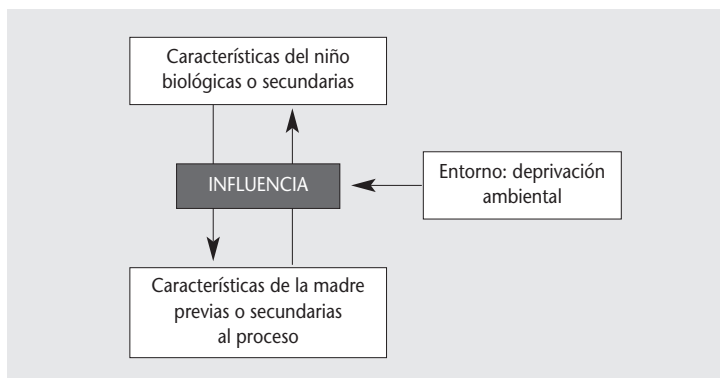 Características del niño
biológicas o secundarias
INFLUENCIA
Entorno: deprivación
ambiental
Características de la madre
previas o secundarias
al proceso